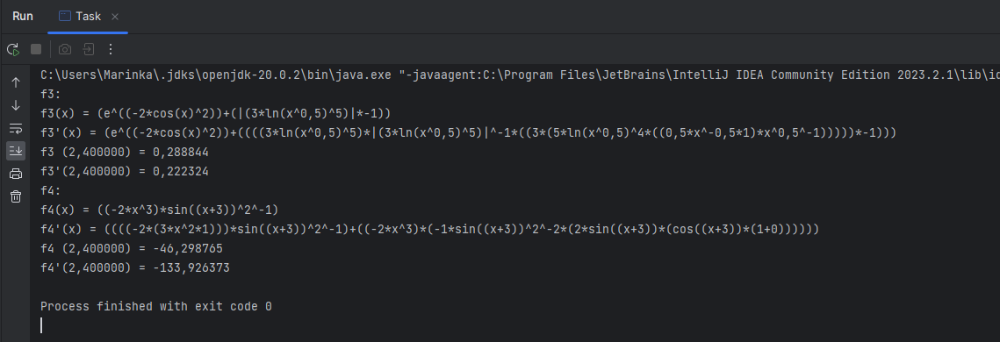 Run Task
C:\Users\Marinka\.jdks\openjdk-20.0.2\bin\java.exe "-javaagent:C:\Program Files\JetBrains\IntelliJ IDEA Community Edition 2023.2.1\lib\id
f3:
f3(x) = (e^((-2*cos(x)^2))+(|(3*ln(x^0,5)^5)|*-1))
f3'(x) = (e^((-2*cos(x)^2))+((((3*ln(x^0,5)^5)*|(3*ln(x^0,5)^5)|^-1*((3*(5*ln(x^0,5)^4*((0,5*x^-0,5*1)*x^0,5^-1)))))*-1)))
f3 (2,400000) = 0,288844
f3'(2,400000) = 0,222324
f4:
f4(x) = ((-2*x^3)*sin((x+3))^2^-1)
f4'(x) = ((((-2*(3*x^2*1)))*sin((x+3))^2^-1)+((-2*x^3)*(-1*sin((x+3))^2^-2*(2*sin((x+3))*(cos((x+3))*(1+0))))))
f4 (2,400000) = -46,298765
f4'(2,400000) = -133,926373
Process finished with exit code 0